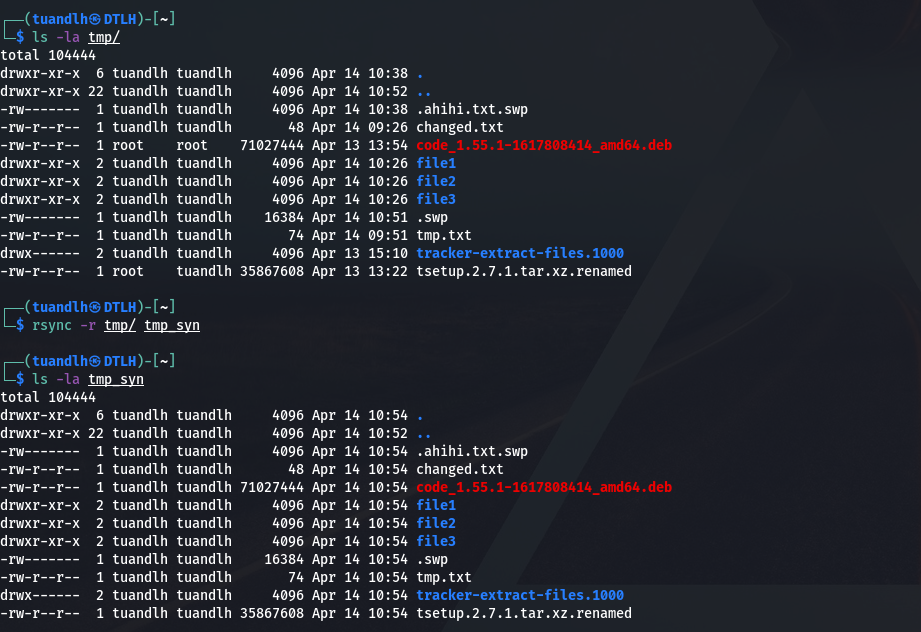 ┌──(tuandlh㉿DTLH)-[~]
└─$ ls -la tmp/
total 104444
drwxr-xr-x  6 tuandlh tuandlh     4096 Apr 14 10:38 .
drwxr-xr-x 22 tuandlh tuandlh     4096 Apr 14 10:52 ..
-rw-------  1 tuandlh tuandlh     4096 Apr 14 10:38 .ahihi.txt.swp
-rw-r--r--  1 tuandlh tuandlh       48 Apr 14 09:26 changed.txt
-rw-r--r--  1 root    root    71027444 Apr 13 13:54 code_1.55.1-1617808414_amd64.deb
drwxr-xr-x  2 tuandlh tuandlh     4096 Apr 14 10:26 file1
drwxr-xr-x  2 tuandlh tuandlh     4096 Apr 14 10:26 file2
drwxr-xr-x  2 tuandlh tuandlh     4096 Apr 14 10:26 file3
-rw-------  1 tuandlh tuandlh    16384 Apr 14 10:51 .swp
-rw-r--r--  1 tuandlh tuandlh       74 Apr 14 09:51 tmp.txt
drwx------  2 tuandlh tuandlh     4096 Apr 13 15:10 tracker-extract-files.1000
-rw-r--r--  1 root    tuandlh 35867608 Apr 13 13:22 tsetup.2.7.1.tar.xz.renamed
┌──(tuandlh㉿DTLH)-[~]
└─$ rsync -r tmp/ tmp_syn
┌──(tuandlh㉿DTLH)-[~]
└─$ ls -la tmp_syn
total 104444
drwxr-xr-x  6 tuandlh tuandlh     4096 Apr 14 10:54 .
drwxr-xr-x 22 tuandlh tuandlh     4096 Apr 14 10:52 ..
-rw-------  1 tuandlh tuandlh     4096 Apr 14 10:54 .ahihi.txt.swp
-rw-r--r--  1 tuandlh tuandlh       48 Apr 14 10:54 changed.txt
-rw-r--r--  1 tuandlh tuandlh 71027444 Apr 14 10:54 code_1.55.1-1617808414_amd64.deb
drwxr-xr-x  2 tuandlh tuandlh     4096 Apr 14 10:54 file1
drwxr-xr-x  2 tuandlh tuandlh     4096 Apr 14 10:54 file2
drwxr-xr-x  2 tuandlh tuandlh     4096 Apr 14 10:54 file3
-rw-------  1 tuandlh tuandlh    16384 Apr 14 10:54 .swp
-rw-r--r--  1 tuandlh tuandlh       74 Apr 14 10:54 tmp.txt
drwx------  2 tuandlh tuandlh     4096 Apr 14 10:54 tracker-extract-files.1000
-rw-r--r--  1 tuandlh tuandlh 35867608 Apr 14 10:54 tsetup.2.7.1.tar.xz.renamed